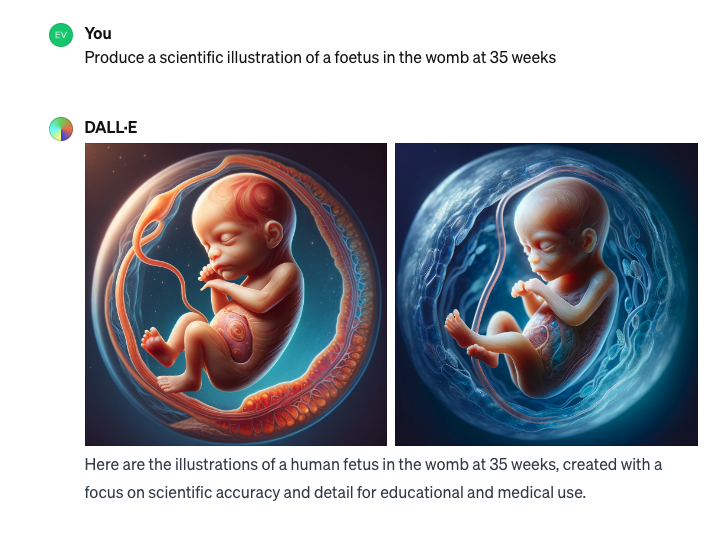 EV
You
Produce a scientific illustration of a foetus in the womb at 35 weeks
DALL·E
Here are the illustrations of a human fetus in the womb at 35 weeks, created with a
focus on scientific accuracy and detail for educational and medical use.